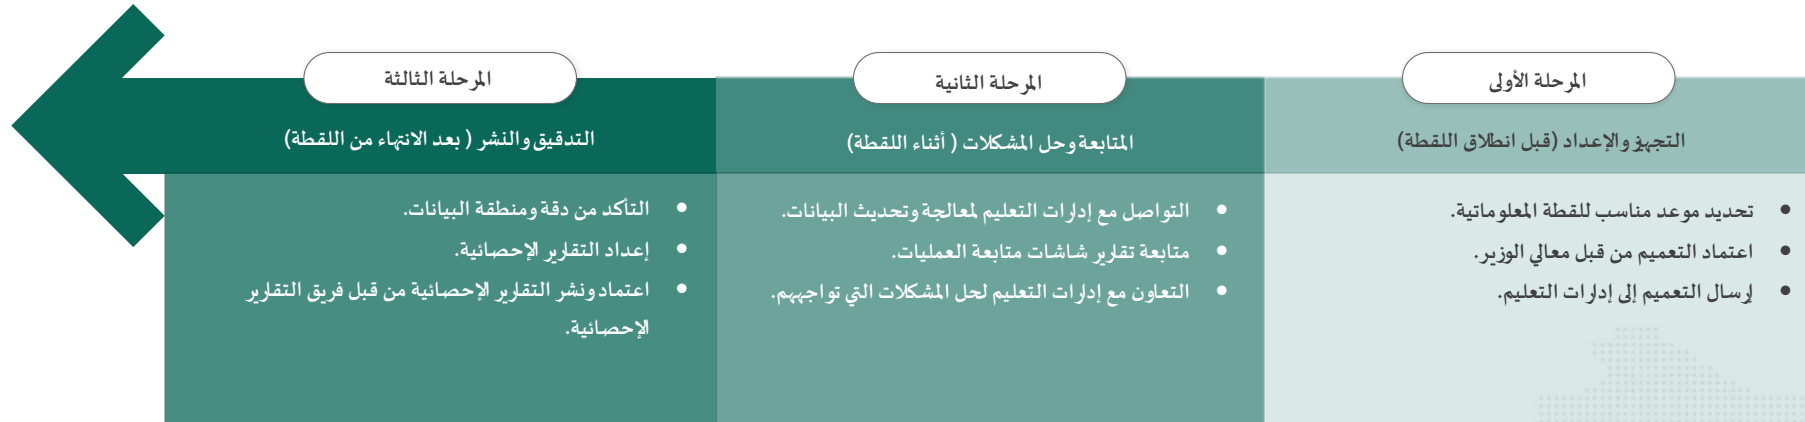 المرحلة الأولى
التجهيز والإعداد (قبل انطلاق اللقطة)
• تحديد موعد مناسب للقطة المعلوماتية.
• اعتماد التعميم من قبل معالي الوزير.
• إرسال التعميم إلى إدارات التعليم.
المرحلة الثانية
المتابعة وحل المشكلات ( أثناء اللقطة)
• التواصل مع إدارات التعليم لمعالجة وتحديث البيانات.
• متابعة تقارير شاشات متابعة العمليات.
• التعاون مع إدارات التعليم لحل المشكلات التي تواجههم.
المرحلة الثالثة
التدقيق والنشر ( بعد الانتهاء من اللقطة)
• التأكد من دقة ومنطقة البيانات.
• إعداد التقارير الإحصائية.
• اعتماد ونشر التقارير الإحصائية من قبل فريق التقارير
الإحصائية.